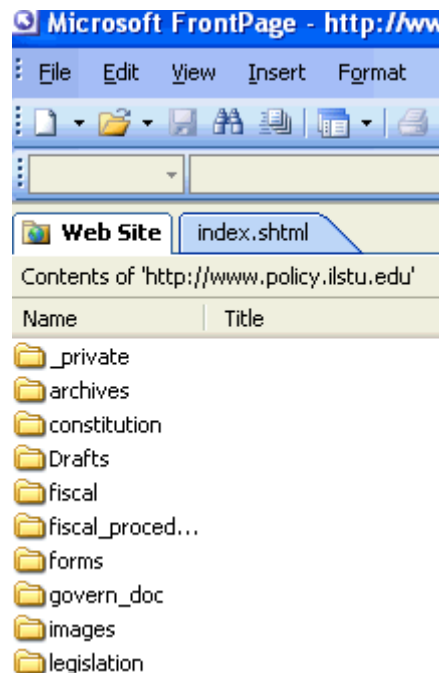 Microsoft FrontPage - http://ww
File Edit View Insert Format
Web Site index.shtml
Contents of 'http://www.policy.ilstu.edu'
Name Title
_private
archives
constitution
Drafts
fiscal
fiscal_proced...
forms
govern_doc
images
legislation